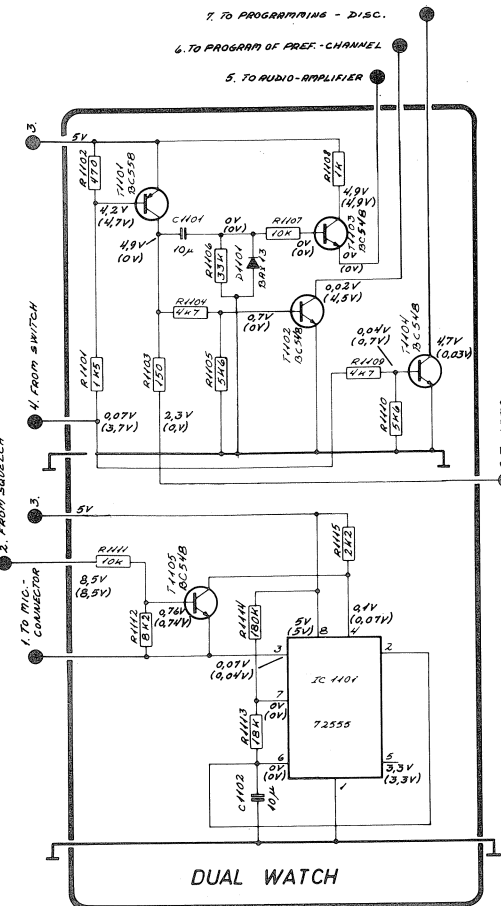 7. TO PROGRAMMING - DISC.
6. TO PROGRAM OF PREF.-CHANNEL
5. TO AUDIO-AMPLIFIER
3.
5V
R1102
470
T1101
BC558
4,2V
(4,7V)
4,9V
(0V)
C1101
10µ
0V
(0V)
R1106
33K
D1101
R1107
10K
0V
(0V)
R1108
1K
4,9V
(4,9V)
T1103
BC548
0V
(0V)
R1104
4K7
0,7V
(0V)
0,02V
(4,5V)
T1102
BC548
0,04V
(0,7V)
T1104
BC548
4,7V
(0,03V)
4. FROM SWITCH
R1101
1K5
R1103
150
R1105
5K6
R1109
4K7
R1110
5K6
0,07V
(3,7V)
2,3V
(0,V)
2. FROM SQUELCH
3.
5V
R1111
10K
8,5V
(8,5V)
T1105
BC548
R1112
8K2
0,76V
(0,74V)
1. TO MIC.-
CONNECTOR
R1115
2K2
R1114
180K
5V
(5V)
8
0,1V
(0,07V)
4
0,07V
(0,04V)
3
2
IC 1101
72555
7
0V
(0V)
R1113
18K
6
0V
(0V)
5
3,3V
(3,3V)
C1102
10µ
1
DUAL WATCH